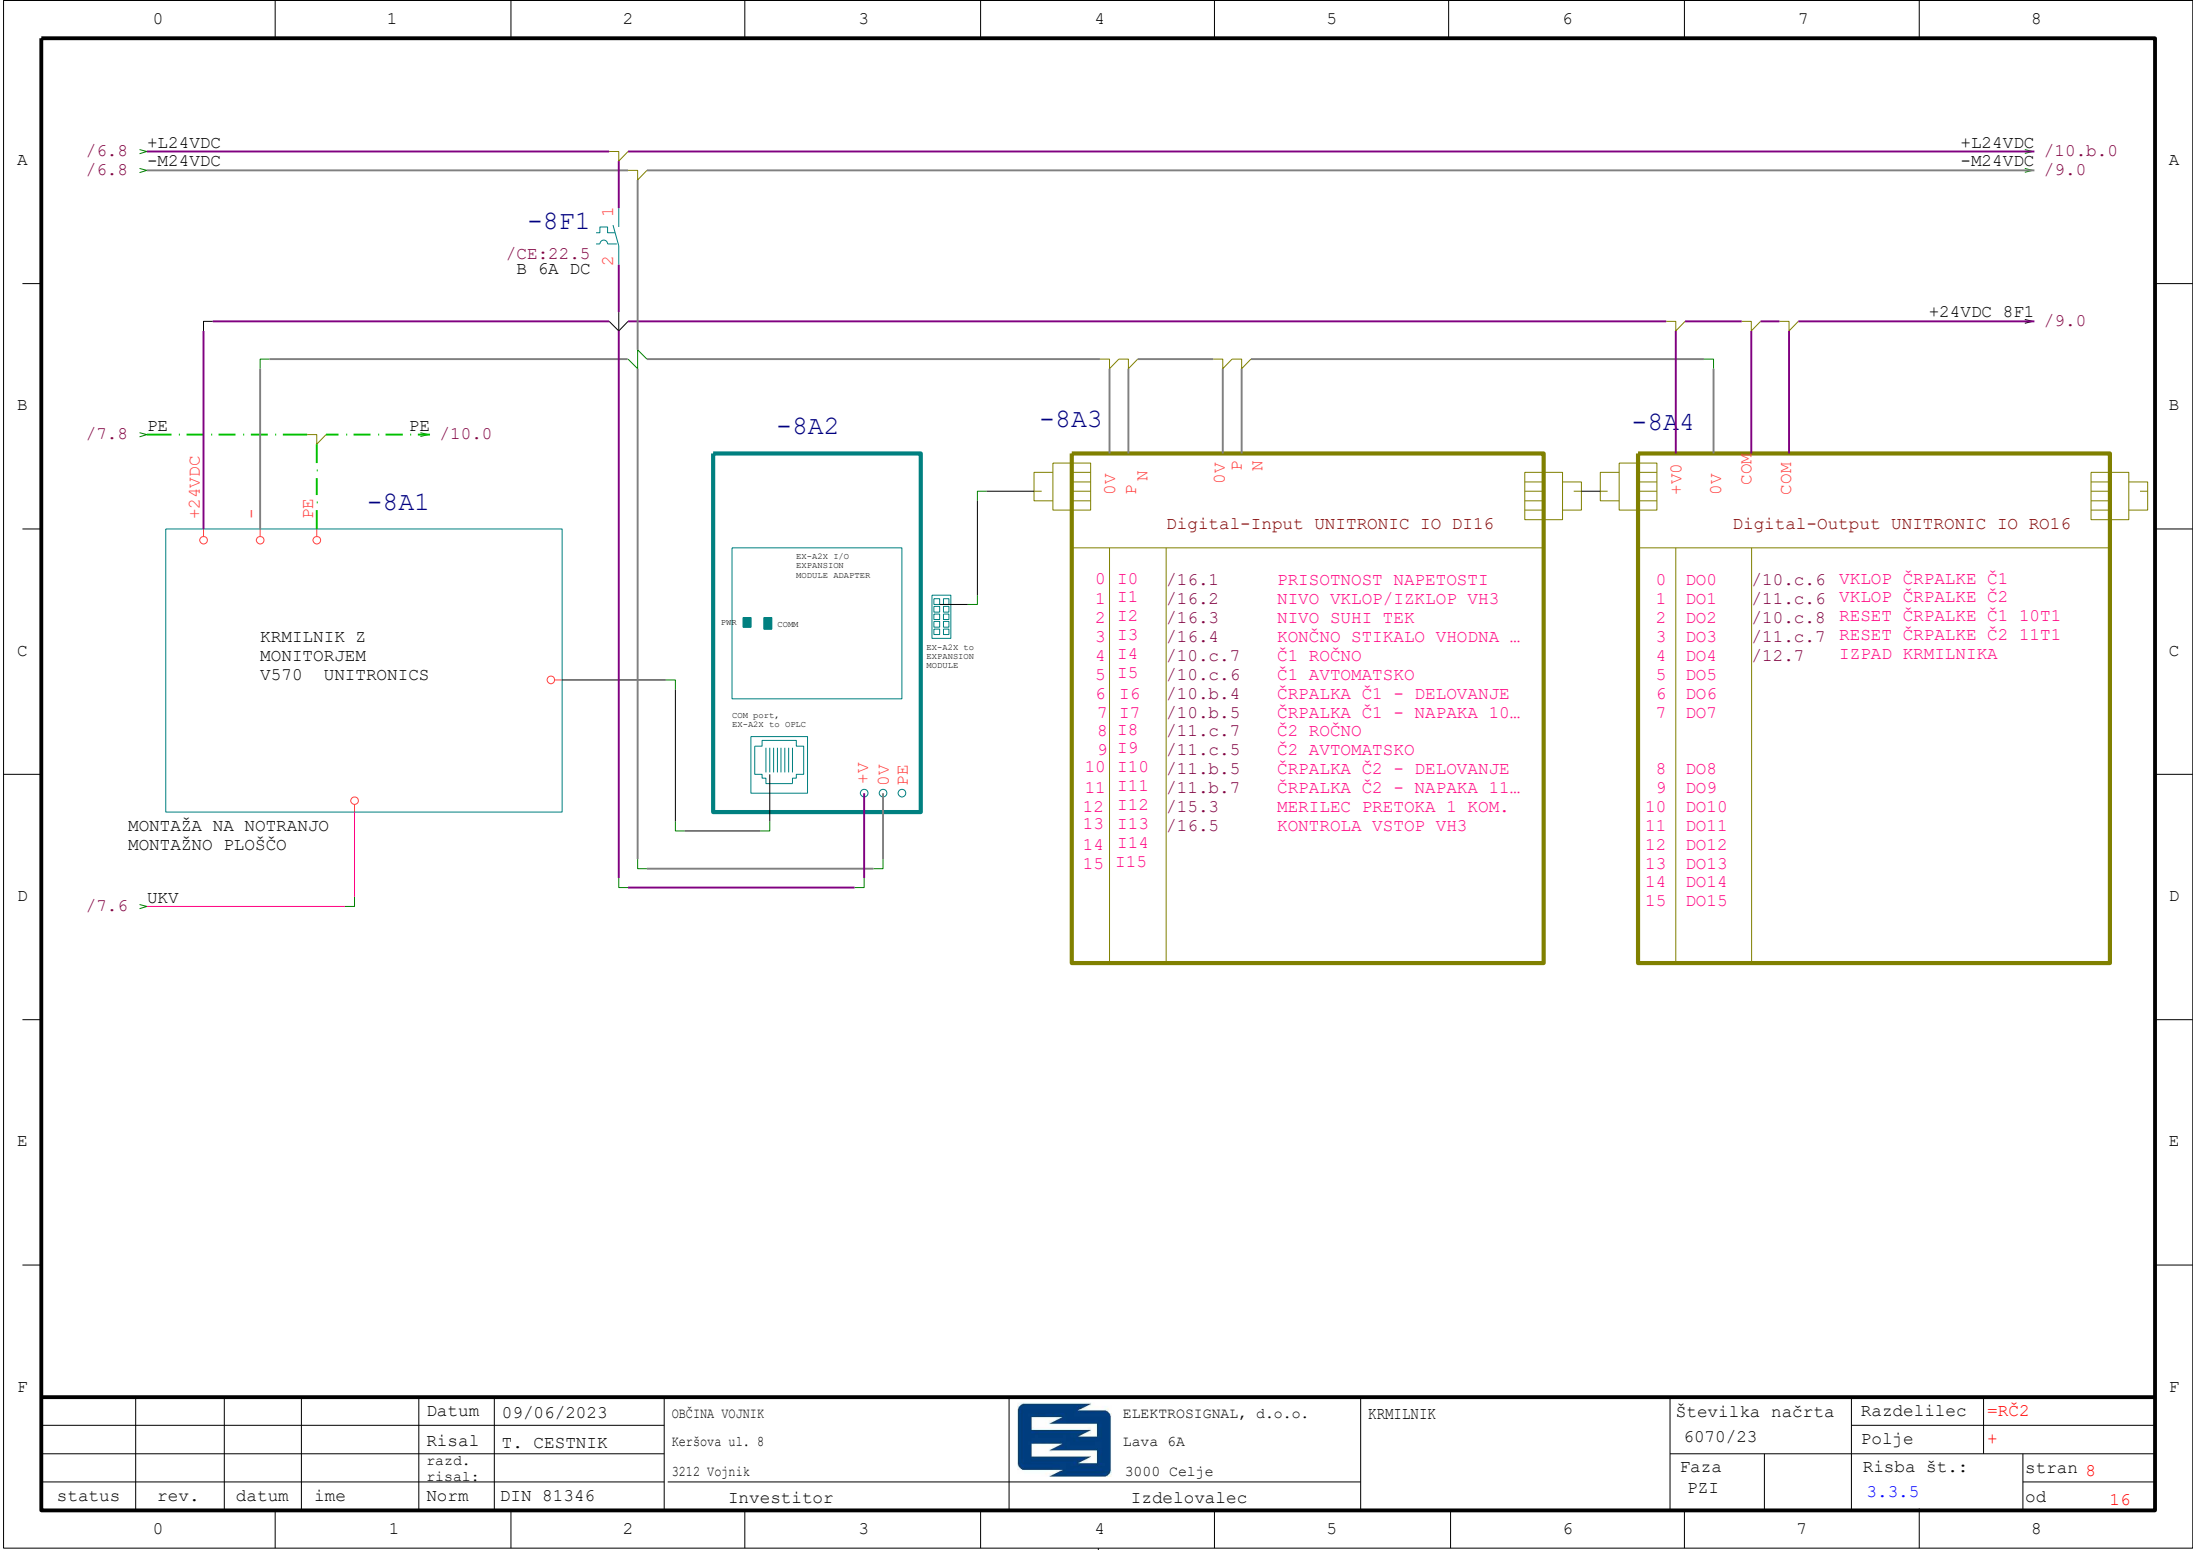 0 1 2 3 4 5 6 7 8
A A
/6.8 +L24VDC +L24VDC /10.b.0
/6.8 -M24VDC -M24VDC /9.0
-8F1 1
/CE:22.5
B 6A DC 2
+24VDC 8F1 /9.0
B B
/7.8 PE PE /10.0
-8A2
-8A3
-8A4
+24VDC - PE
-8A1
0V P N 0V P N
+V0 0V COM COM
Digital-Input UNITRONIC IO DI16
Digital-Output UNITRONIC IO RO16
EX-A2X I/O
EXPANSION
MODULE ADAPTER
PWR COMM
EX-A2X to
EXPANSION
MODULE
COM port,
EX-A2X to OPLC
+V 0V PE
KRMILNIK Z
MONITORJEM
V570 UNITRONICS
C C
0 I0 /16.1 PRISOTNOST NAPETOSTI
1 I1 /16.2 NIVO VKLOP/IZKLOP VH3
2 I2 /16.3 NIVO SUHI TEK
3 I3 /16.4 KONČNO STIKALO VHODNA ...
4 I4 /10.c.7 Č1 ROČNO
5 I5 /10.c.6 Č1 AVTOMATSKO
6 I6 /10.b.4 ČRPALKA Č1 - DELOVANJE
7 I7 /10.b.5 ČRPALKA Č1 - NAPAKA 10...
8 I8 /11.c.7 Č2 ROČNO
9 I9 /11.c.5 Č2 AVTOMATSKO
10 I10 /11.b.5 ČRPALKA Č2 - DELOVANJE
11 I11 /11.b.7 ČRPALKA Č2 - NAPAKA 11...
12 I12 /15.3 MERILEC PRETOKA 1 KOM.
13 I13 /16.5 KONTROLA VSTOP VH3
14 I14
15 I15
0 DO0 /10.c.6 VKLOP ČRPALKE Č1
1 DO1 /11.c.6 VKLOP ČRPALKE Č2
2 DO2 /10.c.8 RESET ČRPALKE Č1 10T1
3 DO3 /11.c.7 RESET ČRPALKE Č2 11T1
4 DO4 /12.7 IZPAD KRMILNIKA
5 DO5
6 DO6
7 DO7
8 DO8
9 DO9
10 DO10
11 DO11
12 DO12
13 DO13
14 DO14
15 DO15
MONTAŽA NA NOTRANJO
MONTAŽNO PLOŠČO
D D
/7.6 UKV
E E
F F
Datum 09/06/2023
Risal T. CESTNIK
razd.
risal:
status rev. datum ime Norm DIN 81346
OBČINA VOJNIK
Keršova ul. 8
3212 Vojnik
Investitor
ELEKTROSIGNAL, d.o.o.
Lava 6A
3000 Celje
Izdelovalec
KRMILNIK
Številka načrta
6070/23
Faza
PZI
Razdelilec =RČ2
Polje +
Risba št.:
3.3.5
stran 8
od 16
0 1 2 3 4 5 6 7 8